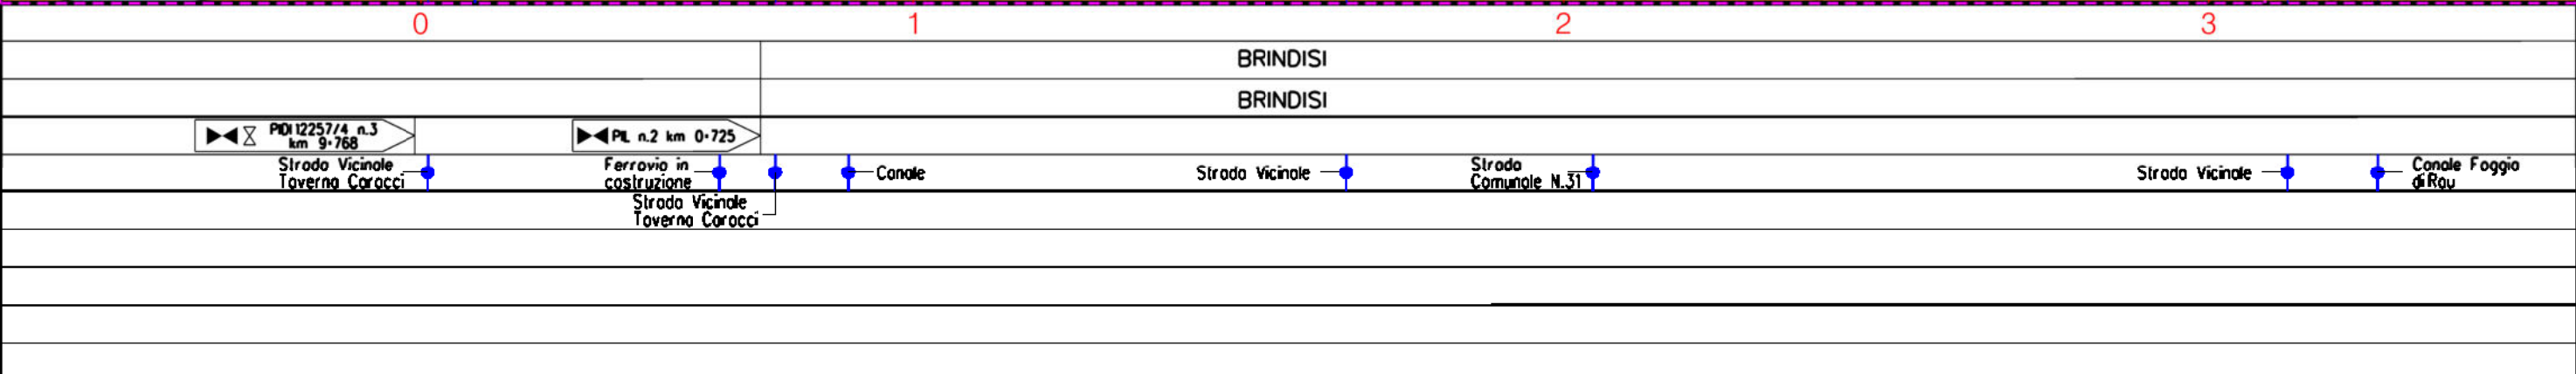 0 1 2 3
BRINDISI
BRINDISI
PIDI 12257/4 n.3
km 9+768
PIL n.2 km 0+725
Strada Vicinale
Taverna Caracci
Ferrovia in
costruzione
Strada Vicinale
Taverna Caracci
Canale
Strada Vicinale
Strada
Comunale N.31
Strada Vicinale
Canale Foggia
di Rau